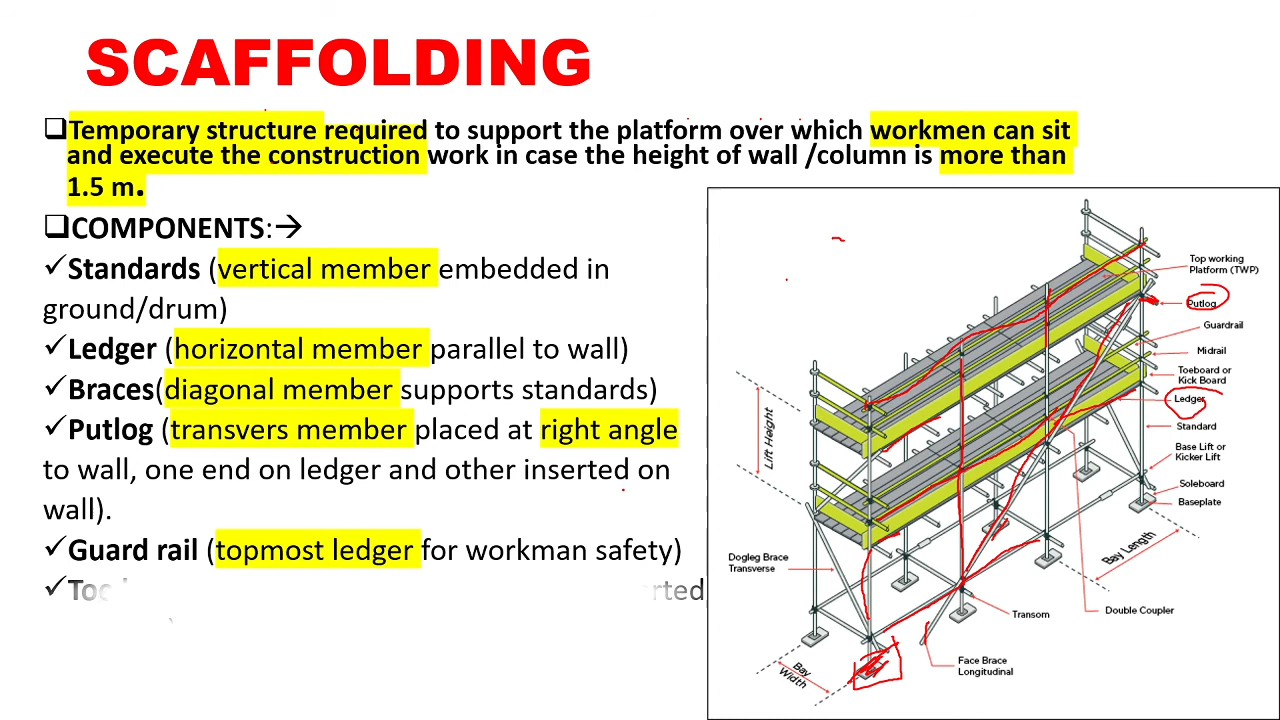 SCAFFOLDING
❑Temporary structure required to support the platform over which workmen can sit
and execute the construction work in case the height of wall /column is more than
1.5 m.
❑COMPONENTS:→
✓Standards (vertical member embedded in
ground/drum)
✓Ledger (horizontal member parallel to wall)
✓Braces(diagonal member supports standards)
✓Putlog (transvers member placed at right angle
to wall, one end on ledger and other inserted on
wall).
✓Guard rail (topmost ledger for workman safety)
Top working
Platform (TWP)
Putlog
Guardrail
Midrail
Toeboard or
Kick Board
Ledger
Standard
Base Lift or
Kicker Lift
Soleboard
Baseplate
Lift Height
Bay Length
Dogleg Brace
Transverse
Double Coupler
Transom
Face Brace
Longitudinal
Bay
Width